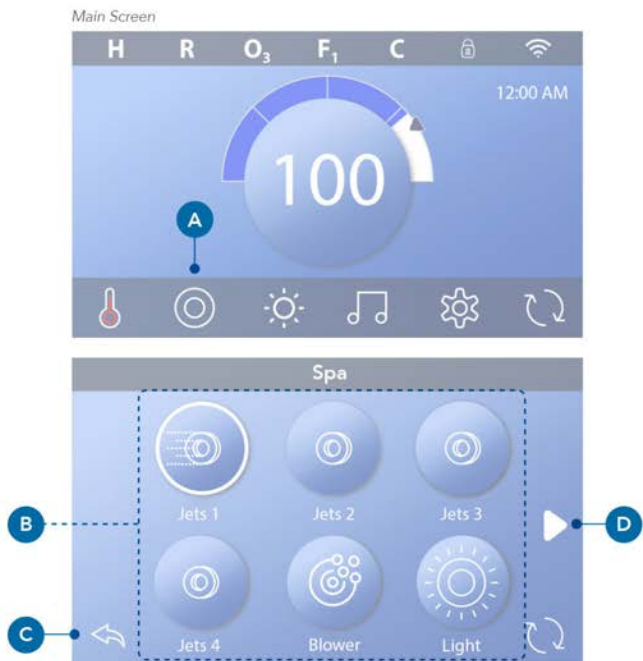 Main Screen
H R O₃ F₁ C
12:00 AM
100
A
Spa
Jets 1 Jets 2 Jets 3
B D
Jets 4 Blower Light
C